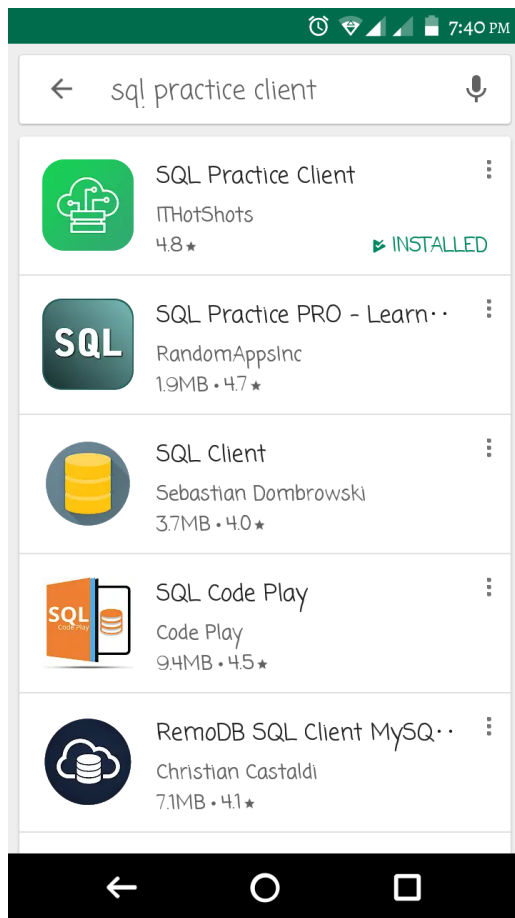 7:40 PM
sql practice client
SQL Practice Client
ITHotShots
4.8★
INSTALLED
SQL
SQL Practice PRO - Learn··
RandomAppsInc
1.9MB • 4.7★
SQL Client
Sebastian Dombrowski
3.7MB • 4.0★
SQL
Code Play
SQL Code Play
Code Play
9.4MB • 4.5★
RemoDB SQL Client MySQ··
Christian Castaldi
7.1MB • 4.1★